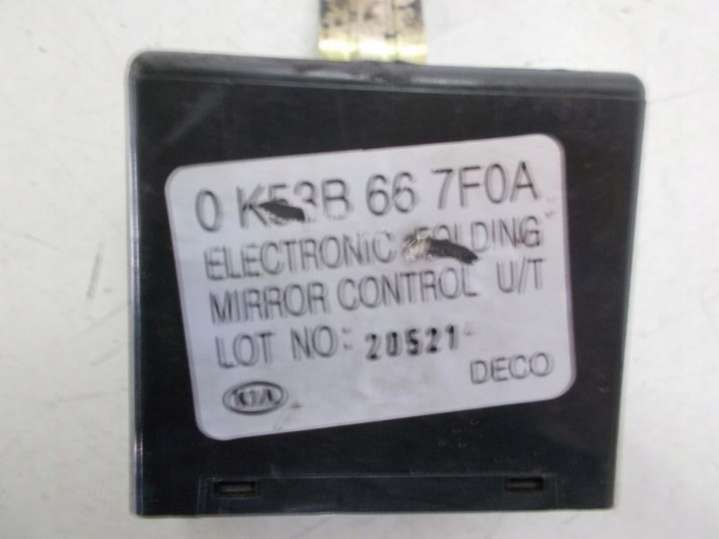 0 K53B 66 7F0A
ELECTRONIC FOLDING
MIRROR CONTROL U/T
LOT NO: 20521
DECO
KIA